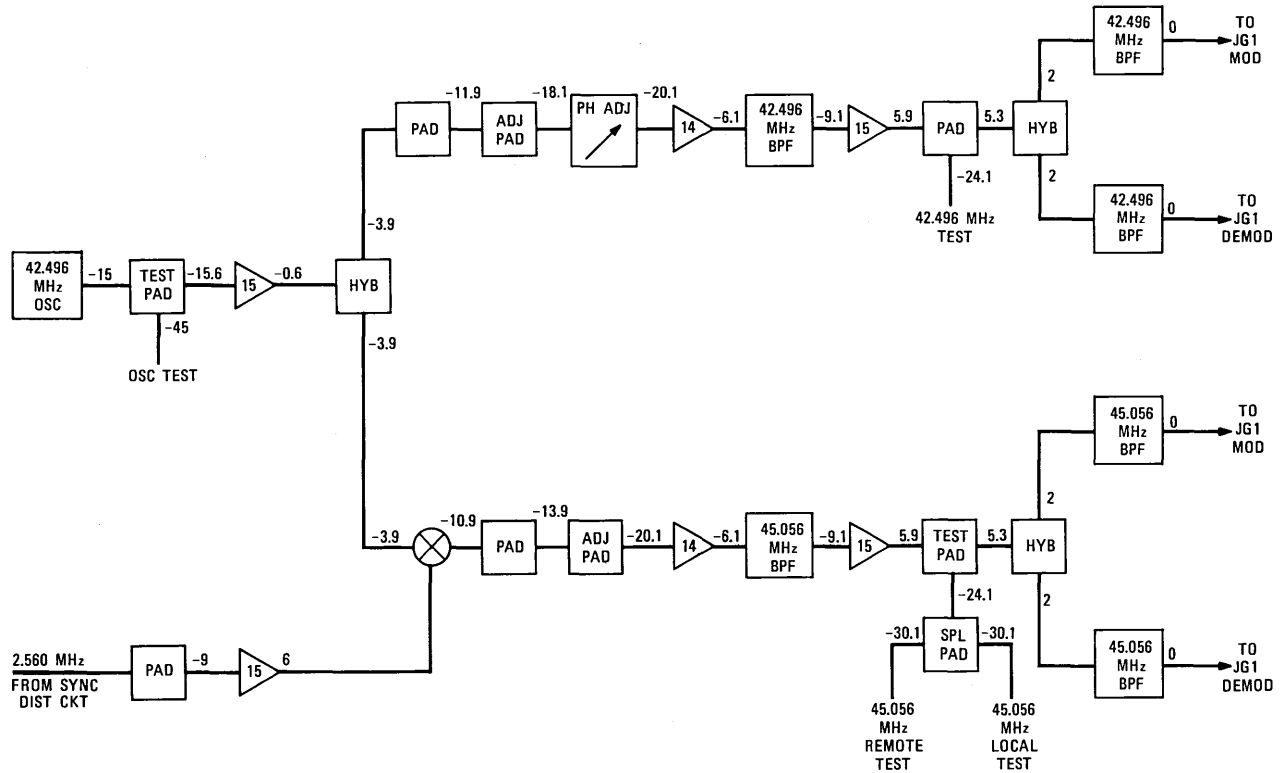 42.496
MHz
OSC
-15
TEST
PAD
-15.6
-45
OSC TEST
15
-0.6
HYB
-3.9
-3.9
PAD
-11.9
ADJ
PAD
-18.1
PH ADJ
-20.1
14
-6.1
42.496
MHz
BPF
-9.1
15
5.9
PAD
-24.1
42.496 MHz
TEST
5.3
HYB
2
2
42.496
MHz
BPF
0
TO
JG1
MOD
42.496
MHz
BPF
0
TO
JG1
DEMOD
2.560 MHz
FROM SYNC
DIST CKT
PAD
-9
15
6
-3.9
-10.9
PAD
-13.9
ADJ
PAD
-20.1
14
-6.1
45.056
MHz
BPF
-9.1
15
5.9
TEST
PAD
5.3
-24.1
-30.1
SPL
PAD
-30.1
45.056
MHz
REMOTE
TEST
45.056
MHz
LOCAL
TEST
HYB
2
2
45.056
MHz
BPF
0
TO
JG1
MOD
45.056
MHz
BPF
0
TO
JG1
DEMOD